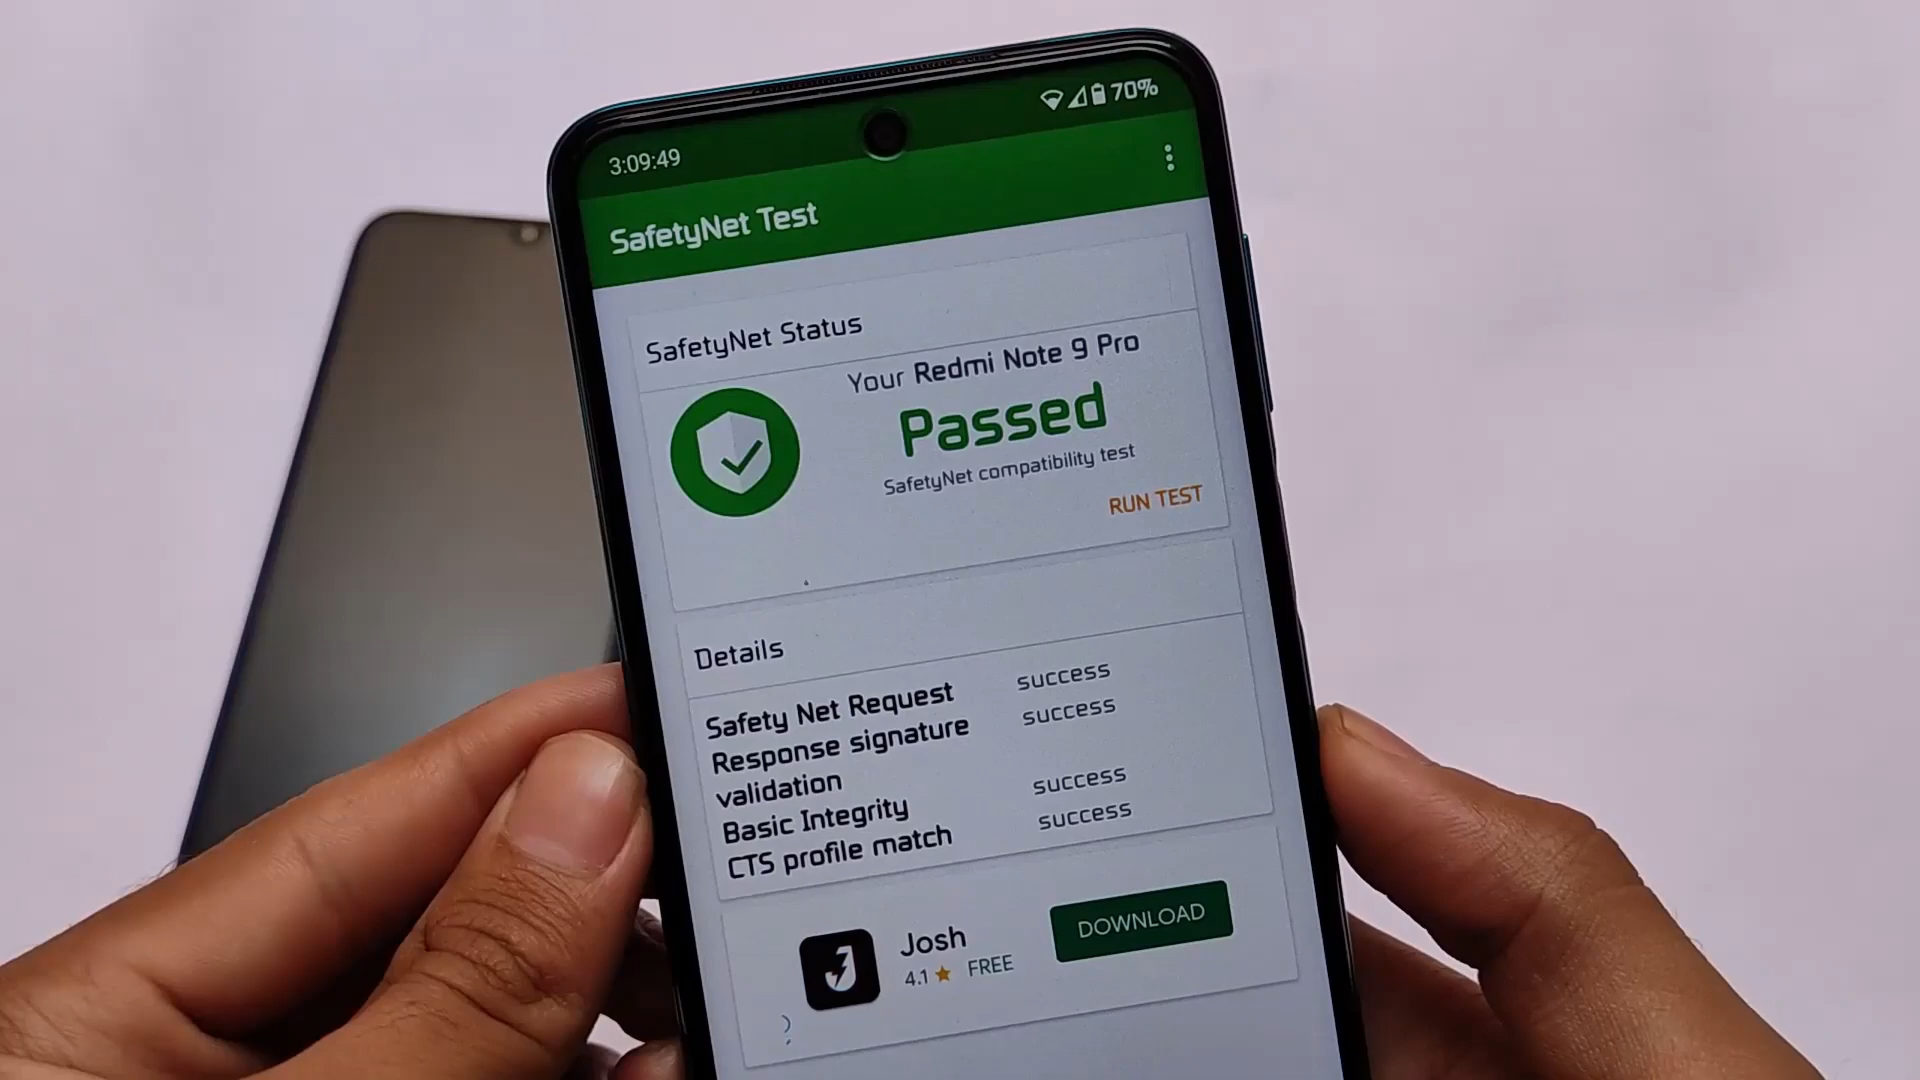 3:09:49
70%
SafetyNet Test
SafetyNet Status
Your Redmi Note 9 Pro
Passed
SafetyNet compatibility test
RUN TEST
Details
Safety Net Request success
Response signature success
validation
Basic Integrity success
CTS profile match success
Josh
4.1 ★ FREE
DOWNLOAD